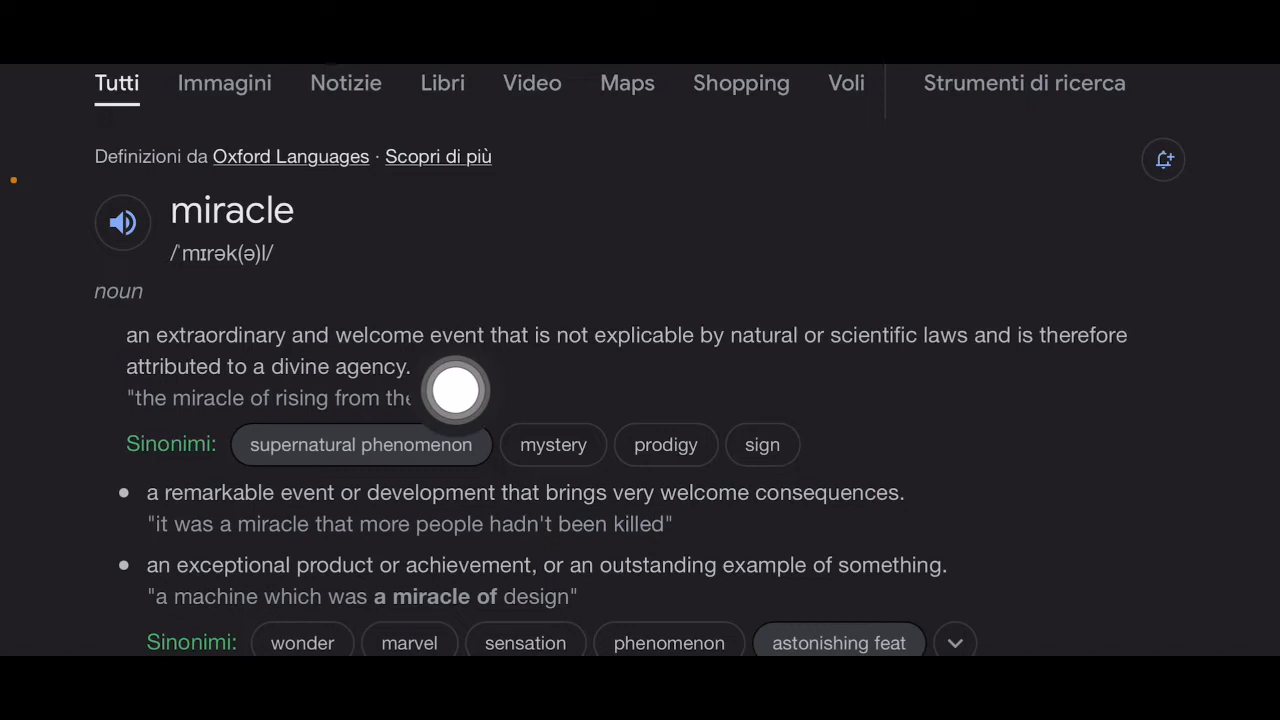 Tutti Immagini Notizie Libri Video Maps Shopping Voli Strumenti di ricerca
Definizioni da Oxford Languages · Scopri di più
miracle
/ˈmɪrək(ə)l/
noun
an extraordinary and welcome event that is not explicable by natural or scientific laws and is therefore
attributed to a divine agency.
"the miracle of rising from the
Sinonimi: supernatural phenomenon mystery prodigy sign
• a remarkable event or development that brings very welcome consequences.
"it was a miracle that more people hadn't been killed"
• an exceptional product or achievement, or an outstanding example of something.
"a machine which was a miracle of design"
Sinonimi: wonder marvel sensation phenomenon astonishing feat